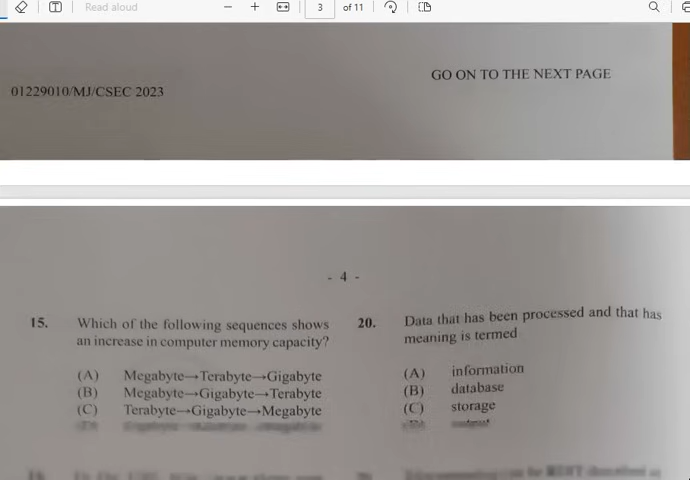 Read aloud
3 of 11
GO ON TO THE NEXT PAGE
01229010/MJ/CSEC 2023
- 4 -
15. Which of the following sequences shows
an increase in computer memory capacity?
(A) Megabyte→Terabyte→Gigabyte
(B) Megabyte→Gigabyte→Terabyte
(C) Terabyte→Gigabyte→Megabyte
20. Data that has been processed and that has
meaning is termed
(A) information
(B) database
(C) storage
output